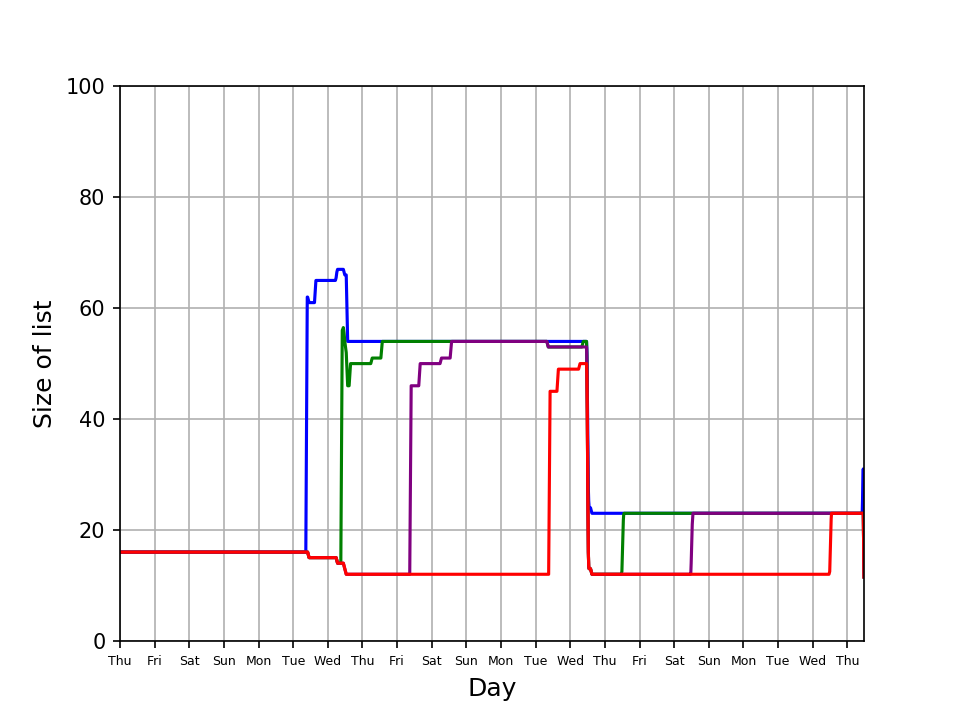 100
80
60
40
20
0
Size of list
Thu Fri Sat Sun Mon Tue Wed Thu Fri Sat Sun Mon Tue Wed Thu Fri Sat Sun Mon Tue Wed Thu
Day